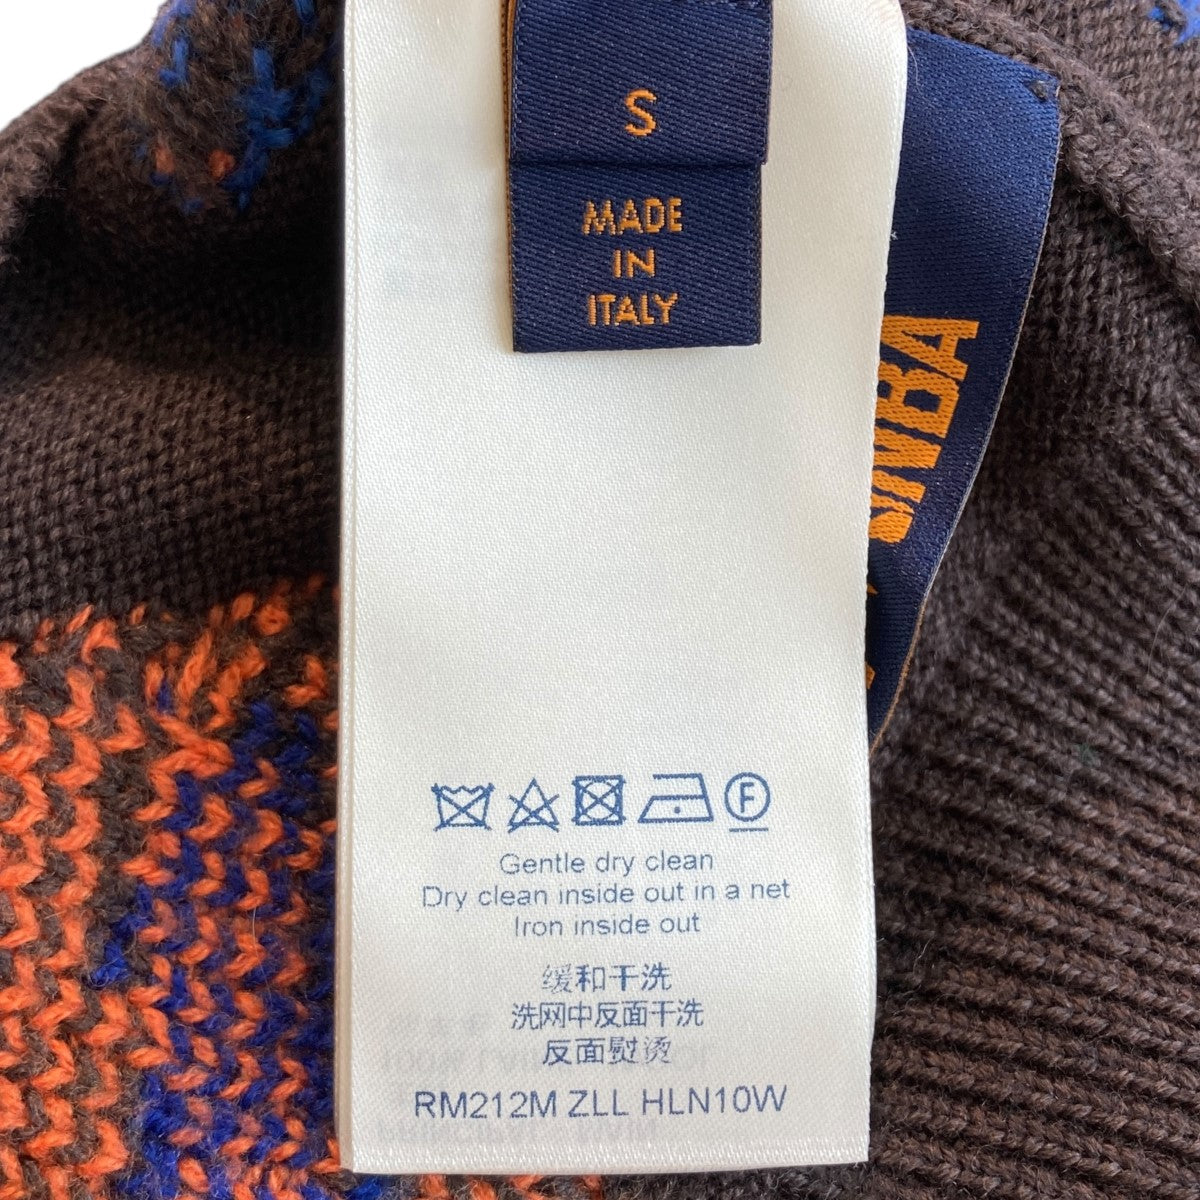 S
MADE
IN
ITALY
NBA
F
Gentle dry clean
Dry clean inside out in a net
Iron inside out
缓和干洗
洗网中反面干洗
反面熨烫
RM212M ZLL HLN10W